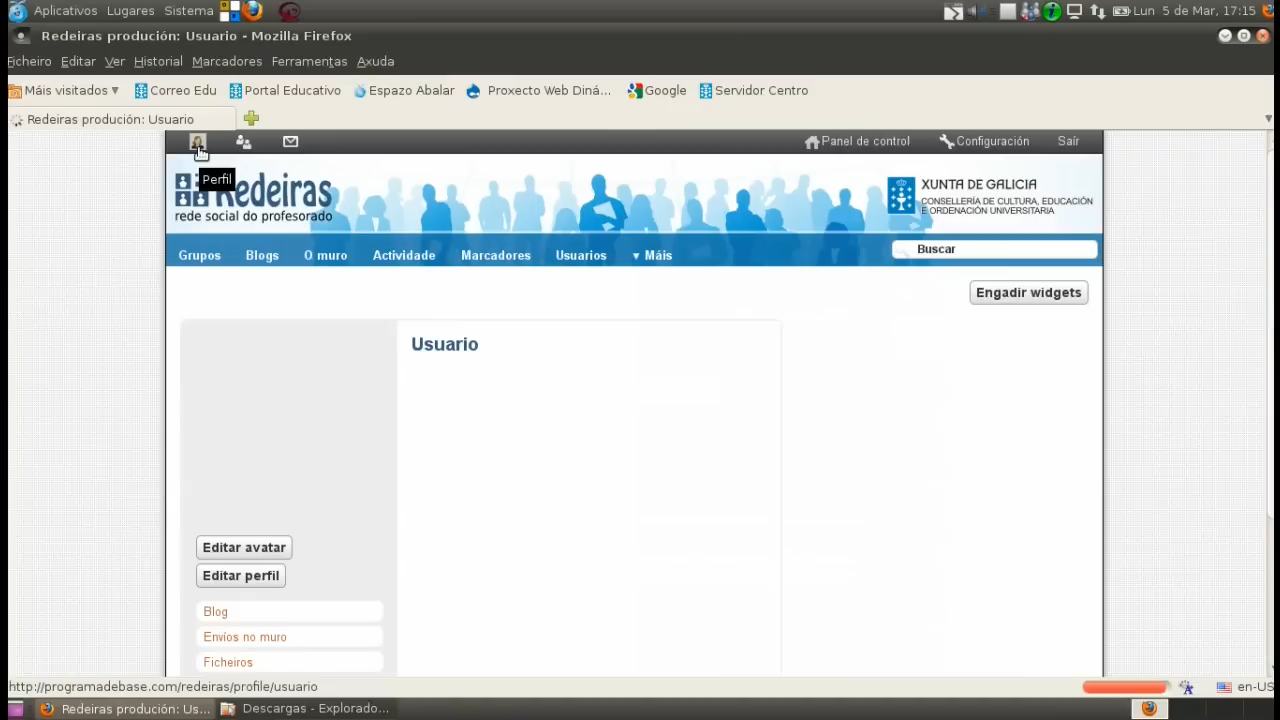 Aplicativos Lugares Sistema Lun 5 de Mar, 17:15
Redeiras produción: Usuario - Mozilla Firefox
Ficheiro Editar Ver Historial Marcadores Ferramentas Axuda
Máis visitados Correo Edu Portal Educativo Espazo Abalar Proxecto Web Diná... Google Servidor Centro
Redeiras produción: Usuario
Panel de control Configuración Saír
Perfil
Redeiras
rede social do profesorado
XUNTA DE GALICIA
CONSELLERÍA DE CULTURA, EDUCACIÓN
E ORDENACIÓN UNIVERSITARIA
Grupos Blogs O muro Actividade Marcadores Usuarios ▾ Máis Buscar
Engadir widgets
Usuario
Editar avatar
Editar perfil
Blog
Envíos no muro
Ficheiros
http://programadebase.com/redeiras/profile/usuario
en-US
Redeiras produción: Us... Descargas - Explorado...